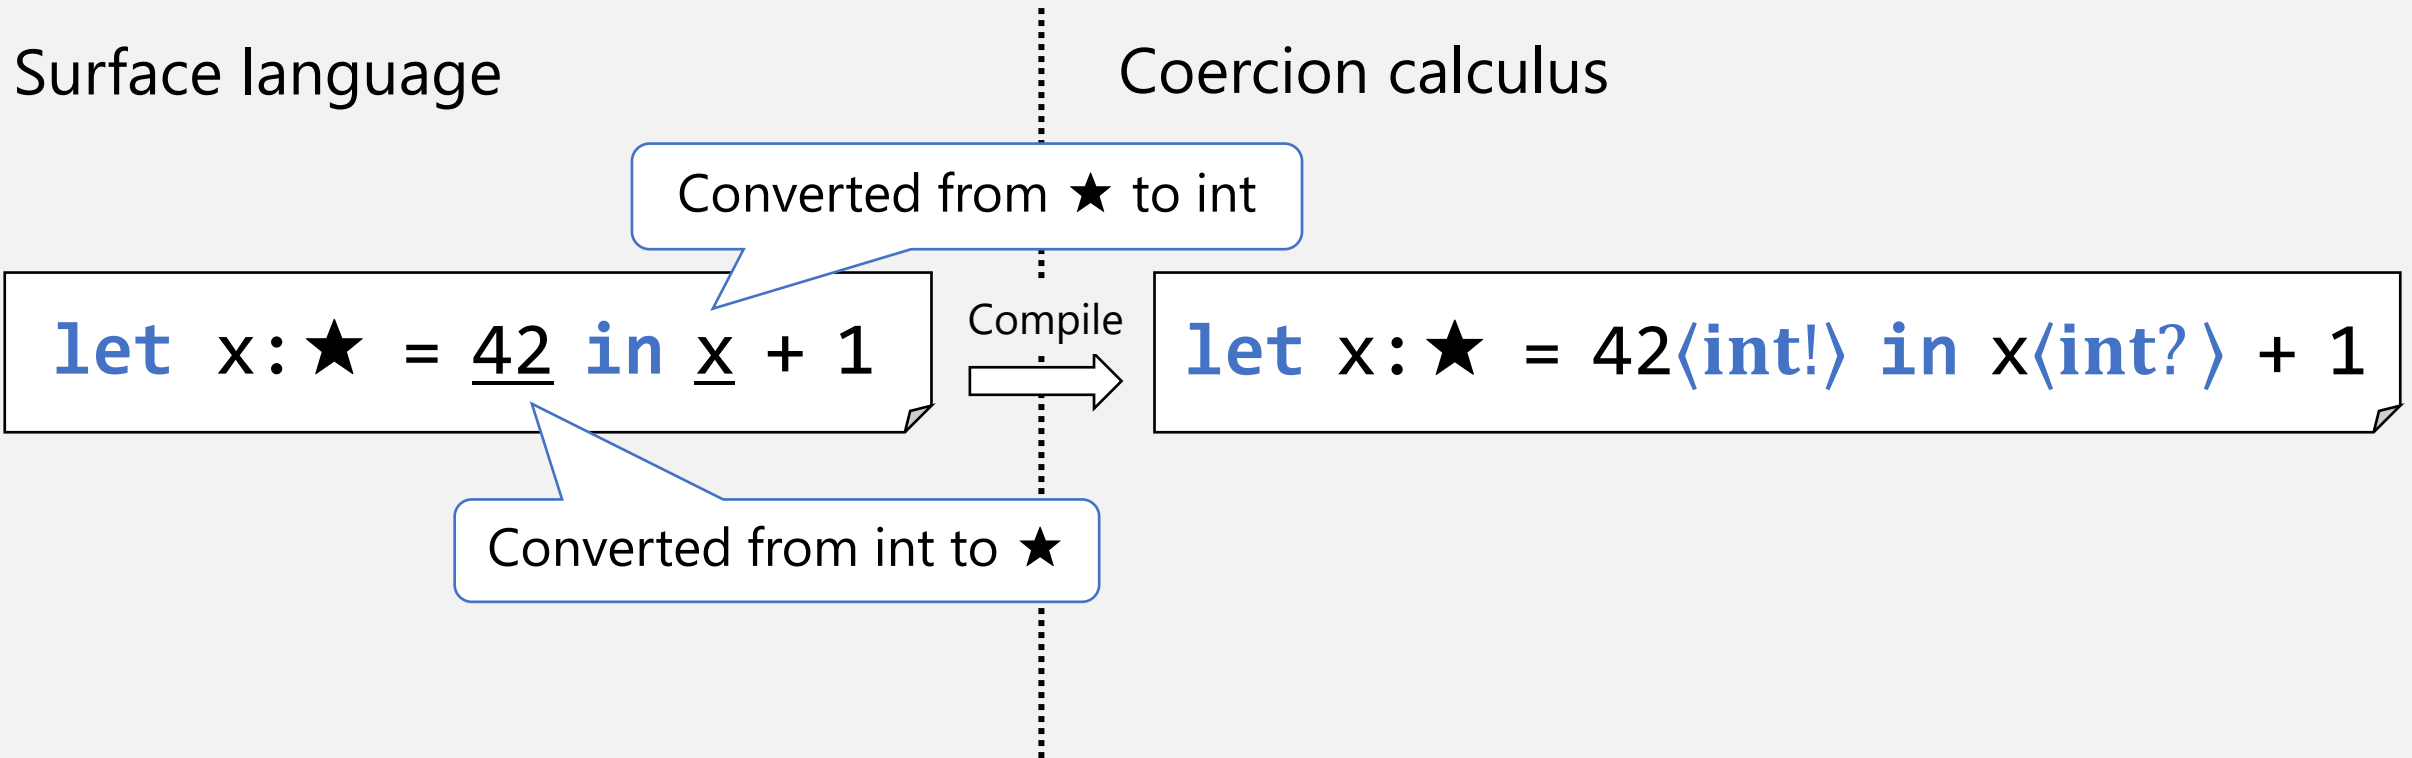 Surface language
Coercion calculus
Converted from ★ to int
let x:★ = 42 in x + 1
Compile
let x:★ = 42⟨int!⟩ in x⟨int? ⟩ + 1
Converted from int to ★